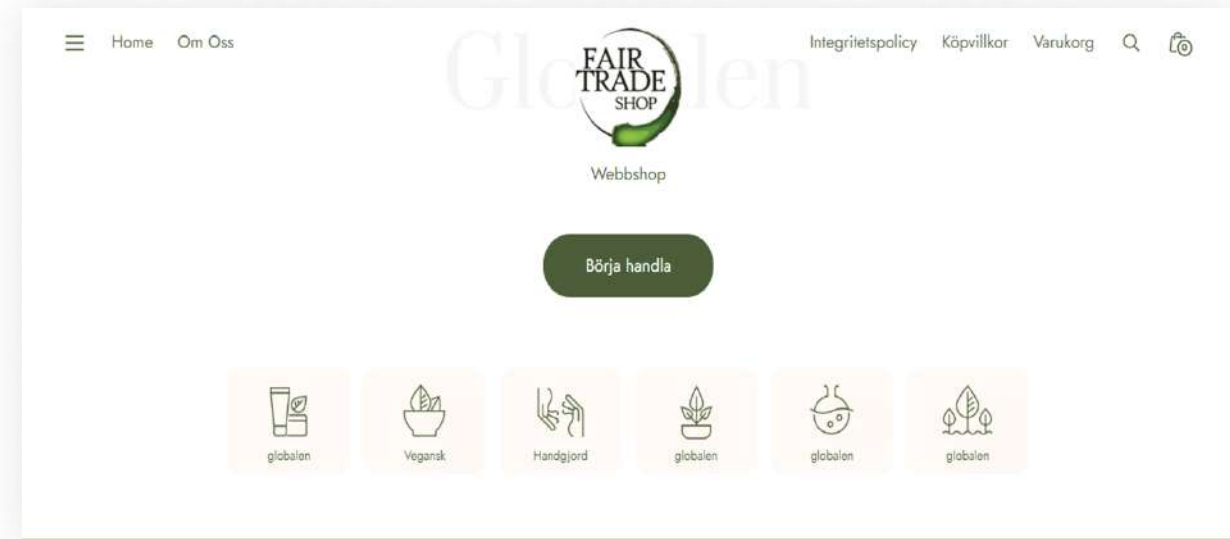 Home Om Oss
Integritetspolicy Köpvillkor Varukorg 0
Globalen
FAIR
TRADE
SHOP
Webbshop
Börja handla
globalen Vegansk Handgjord globalen globalen globalen